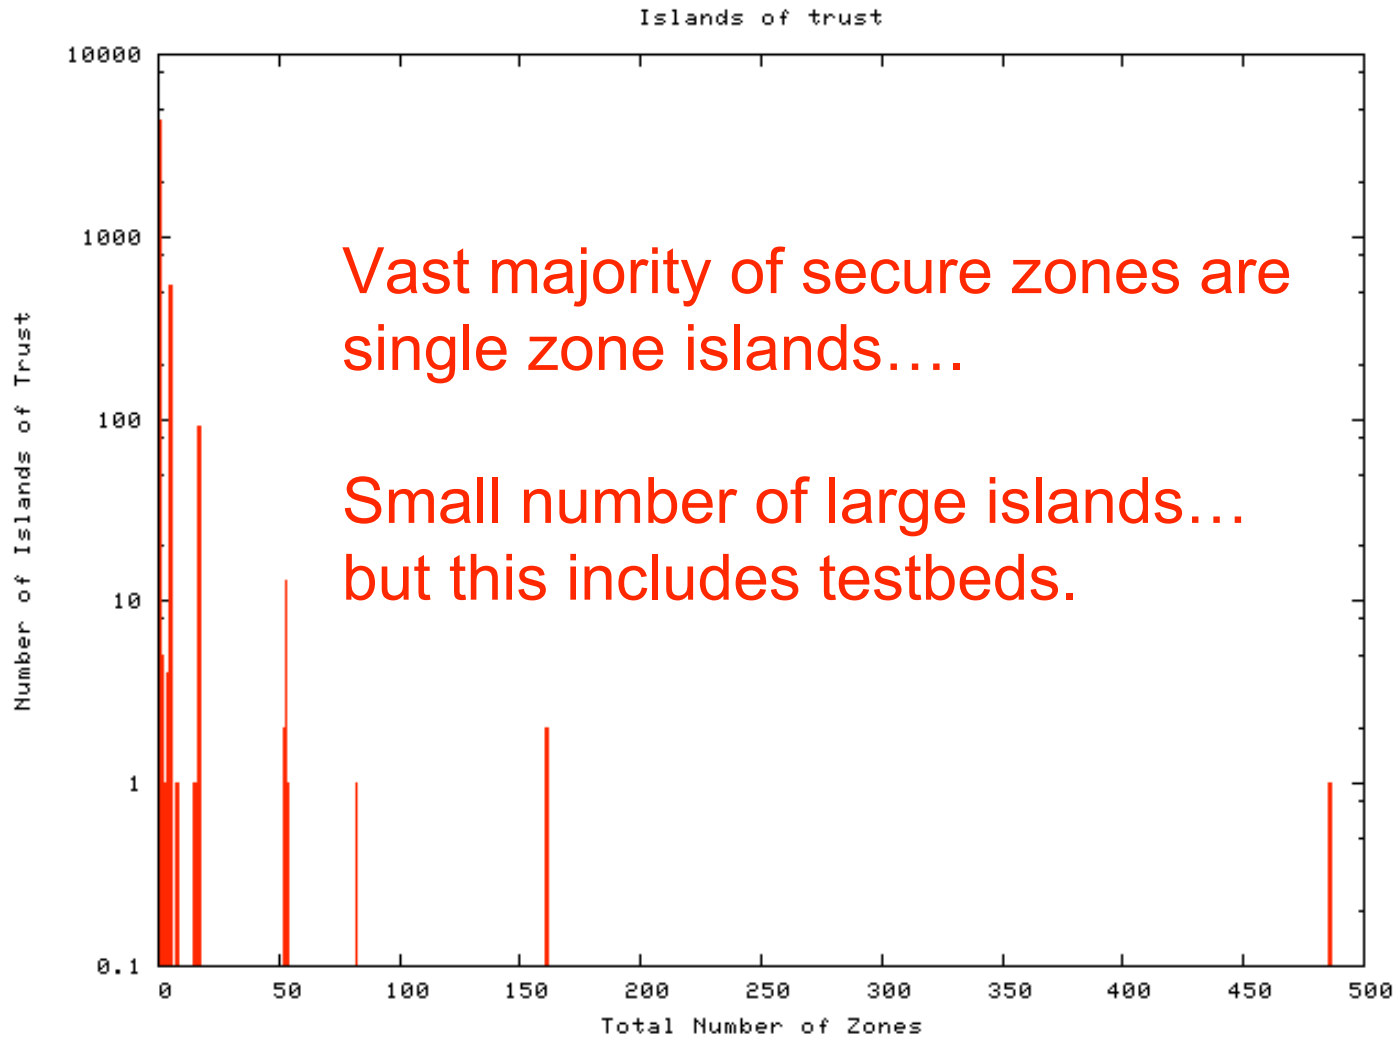 Islands of trust
10000
1000
100
10
1
0.1
Number of Islands of Trust
Vast majority of secure zones are
single zone islands….
Small number of large islands…
but this includes testbeds.
0 50 100 150 200 250 300 350 400 450 500
Total Number of Zones